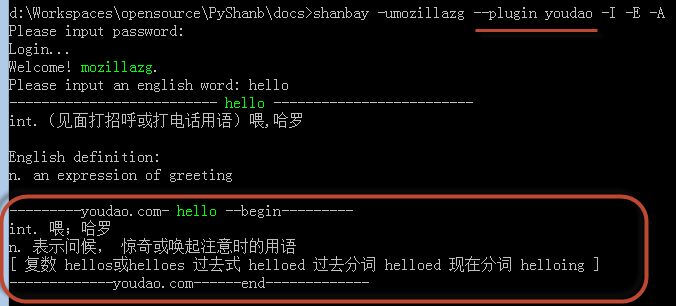 d:\Workspaces\opensource\PyShanb\docs>shanbay -umozillazg --plugin youdao -I -E -A
Please input password:
Login...
Welcome! mozillazg.
Please input an english word: hello
-------------------------- hello -------------------------
int.（见面打招呼或打电话用语）喂,哈罗
English definition:
n. an expression of greeting
---------youdao.com- hello --begin---------
int. 喂；哈罗
n. 表示问候， 惊奇或唤起注意时的用语
[ 复数 hellos或helloes 过去式 helloed 过去分词 helloed 现在分词 helloing ]
-------------youdao.com------end-------------